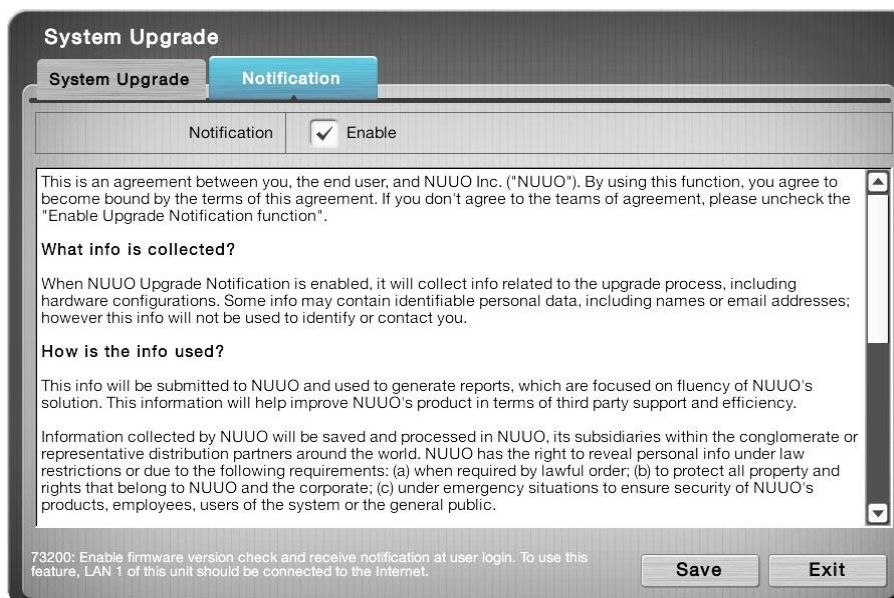 System Upgrade
System Upgrade
Notification
Notification
Enable
This is an agreement between you, the end user, and NUUO Inc. ("NUUO"). By using this function, you agree to
become bound by the terms of this agreement. If you don't agree to the teams of agreement, please uncheck the
"Enable Upgrade Notification function".
What info is collected?
When NUUO Upgrade Notification is enabled, it will collect info related to the upgrade process, including
hardware configurations. Some info may contain identifiable personal data, including names or email addresses;
however this info will not be used to identify or contact you.
How is the info used?
This info will be submitted to NUUO and used to generate reports, which are focused on fluency of NUUO's
solution. This information will help improve NUUO's product in terms of third party support and efficiency.
Information collected by NUUO will be saved and processed in NUUO, its subsidiaries within the conglomerate or
representative distribution partners around the world. NUUO has the right to reveal personal info under law
restrictions or due to the following requirements: (a) when required by lawful order; (b) to protect all property and
rights that belong to NUUO and the corporate; (c) under emergency situations to ensure security of NUUO's
products, employees, users of the system or the general public.
73200: Enable firmware version check and receive notification at user login. To use this
feature, LAN 1 of this unit should be connected to the Internet.
Save
Exit